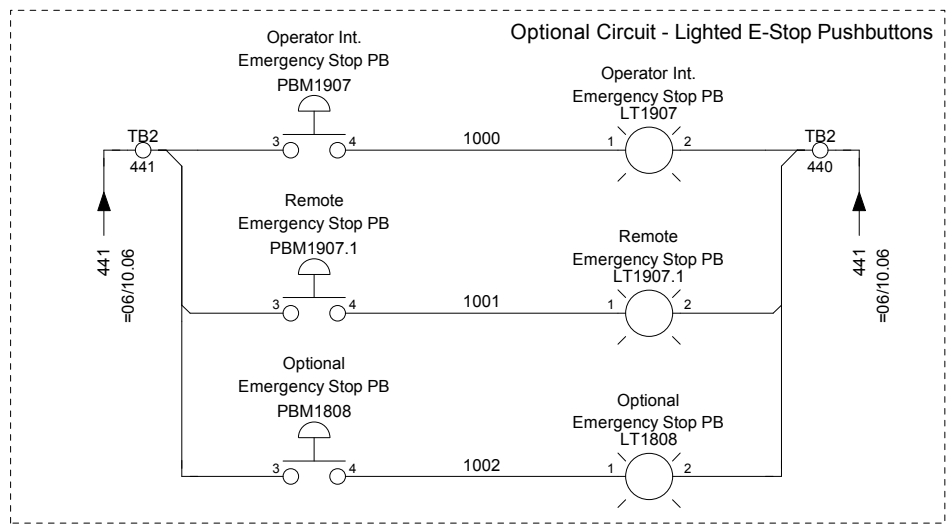 Optional Circuit - Lighted E-Stop Pushbuttons
Operator Int.
Emergency Stop PB
PBM1907
Operator Int.
Emergency Stop PB
LT1907
TB2
441
3
4
1000
1
2
TB2
440
441
=06/10.06
Remote
Emergency Stop PB
PBM1907.1
3
4
1001
Remote
Emergency Stop PB
LT1907.1
1
2
441
=06/10.06
Optional
Emergency Stop PB
PBM1808
3
4
1002
Optional
Emergency Stop PB
LT1808
1
2